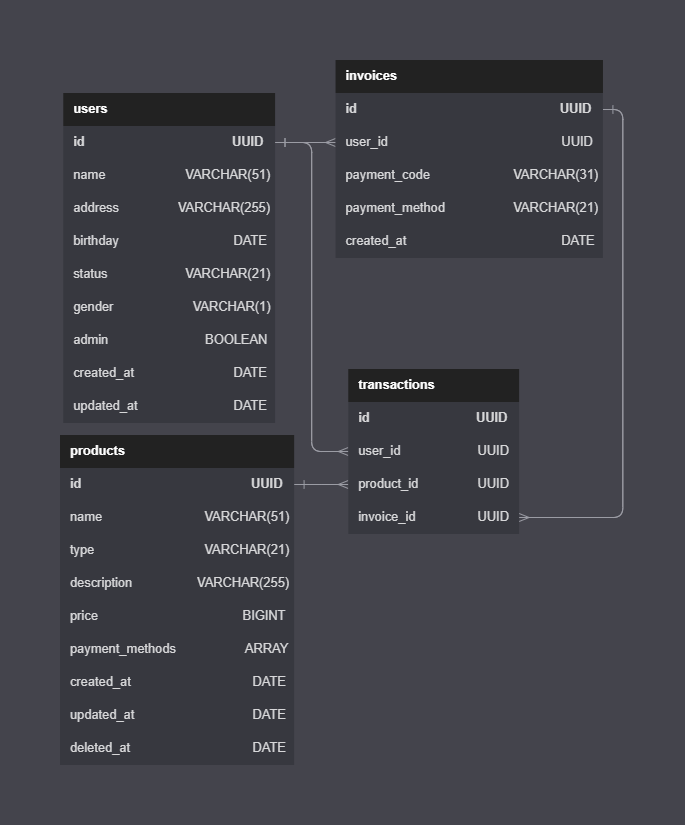 users
id UUID
name VARCHAR(51)
address VARCHAR(255)
birthday DATE
status VARCHAR(21)
gender VARCHAR(1)
admin BOOLEAN
created_at DATE
updated_at DATE
invoices
id UUID
user_id UUID
payment_code VARCHAR(31)
payment_method VARCHAR(21)
created_at DATE
products
id UUID
name VARCHAR(51)
type VARCHAR(21)
description VARCHAR(255)
price BIGINT
payment_methods ARRAY
created_at DATE
updated_at DATE
deleted_at DATE
transactions
id UUID
user_id UUID
product_id UUID
invoice_id UUID